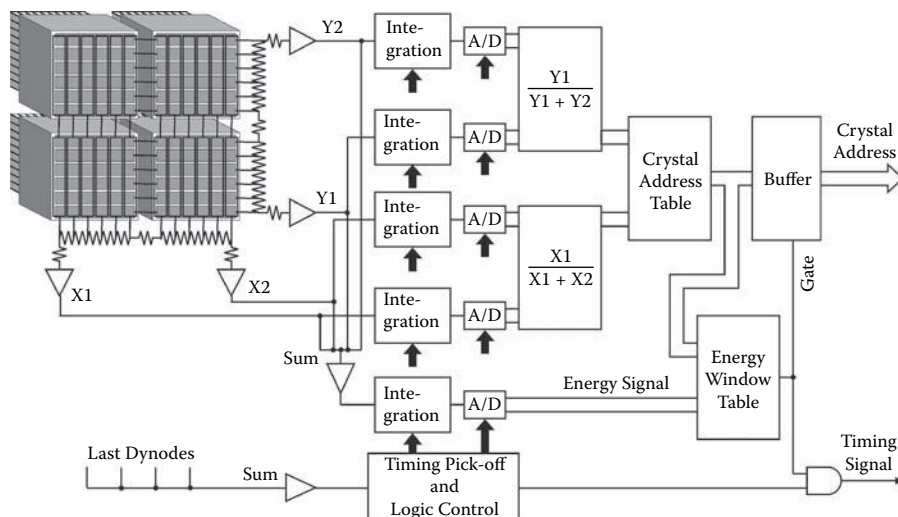 Y2
Inte-
gration
A/D
Y1
Y1 + Y2
Inte-
gration
A/D
Crystal
Address
Table
Buffer
Crystal
Address
Y1
Inte-
gration
A/D
X1
X1 + X2
Gate
X1
X2
Inte-
gration
A/D
Sum
Energy
Window
Table
Inte-
gration
A/D
Energy Signal
Last Dynodes
Sum
Timing Pick-off
and
Logic Control
Timing
Signal